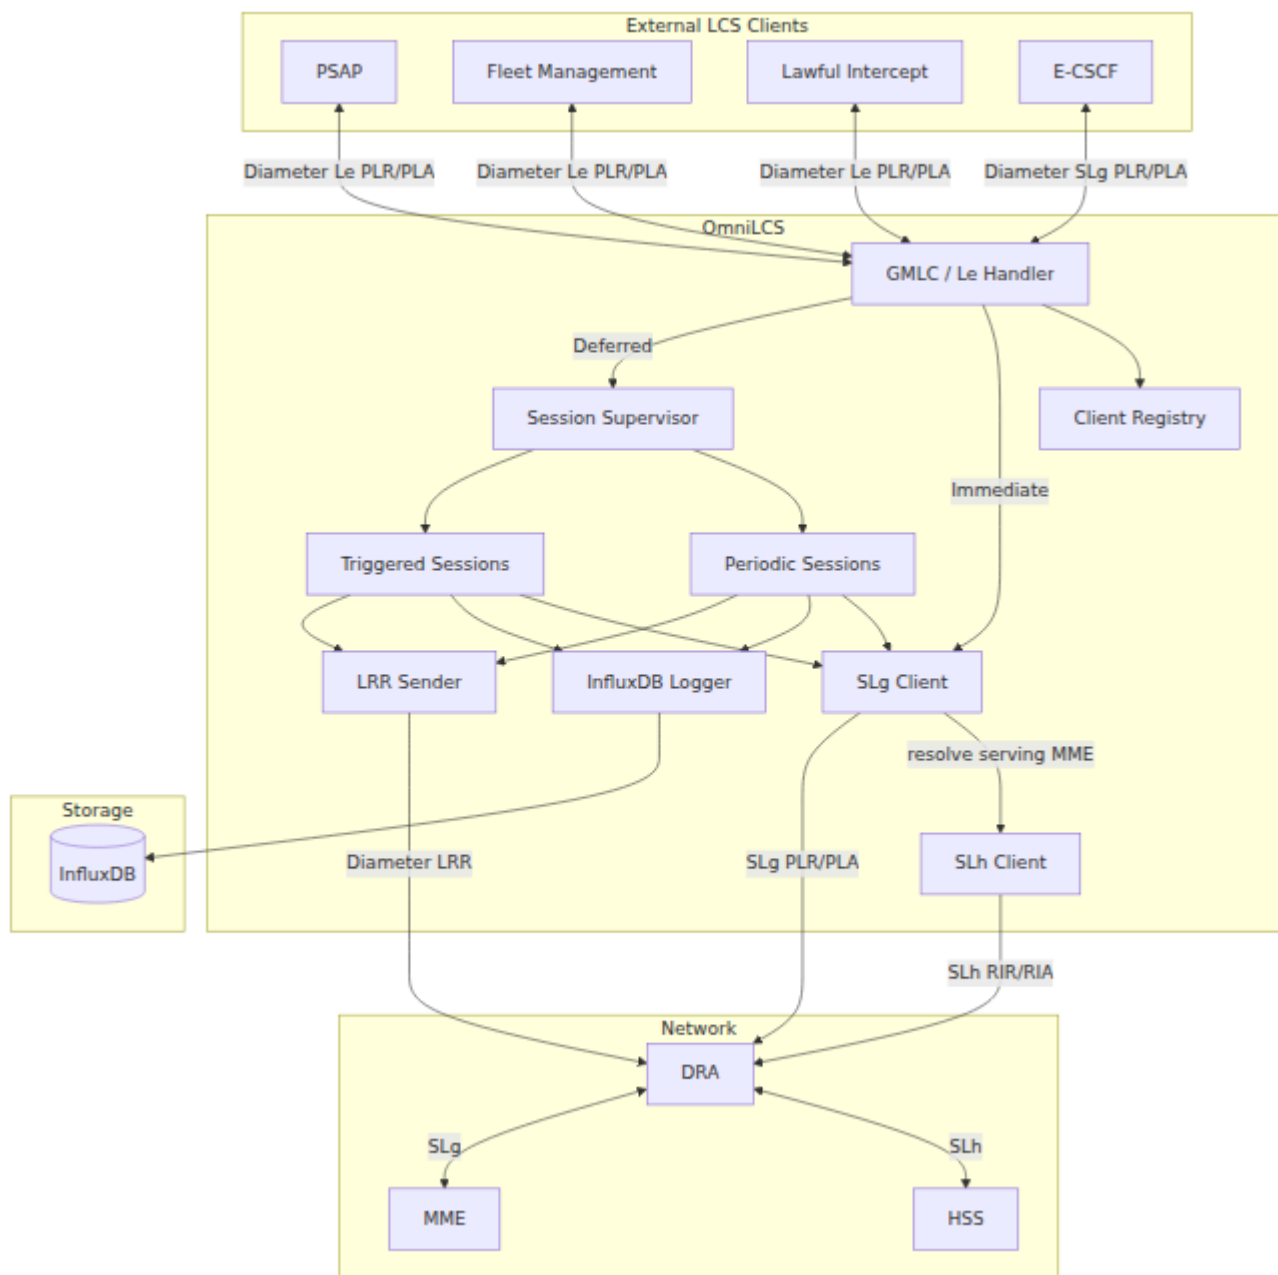 External LCS Clients
PSAP
Fleet Management
Lawful Intercept
E-CSCF
Diameter Le PLR/PLA
Diameter Le PLR/PLA
Diameter Le PLR/PLA
Diameter SLg PLR/PLA
OmniLCS
GMLC / Le Handler
Deferred
Session Supervisor
Client Registry
Immediate
Triggered Sessions
Periodic Sessions
LRR Sender
InfluxDB Logger
SLg Client
resolve serving MME
Storage
InfluxDB
Diameter LRR
SLg PLR/PLA
SLh Client
SLh RIR/RIA
Network
DRA
SLg
SLh
MME
HSS